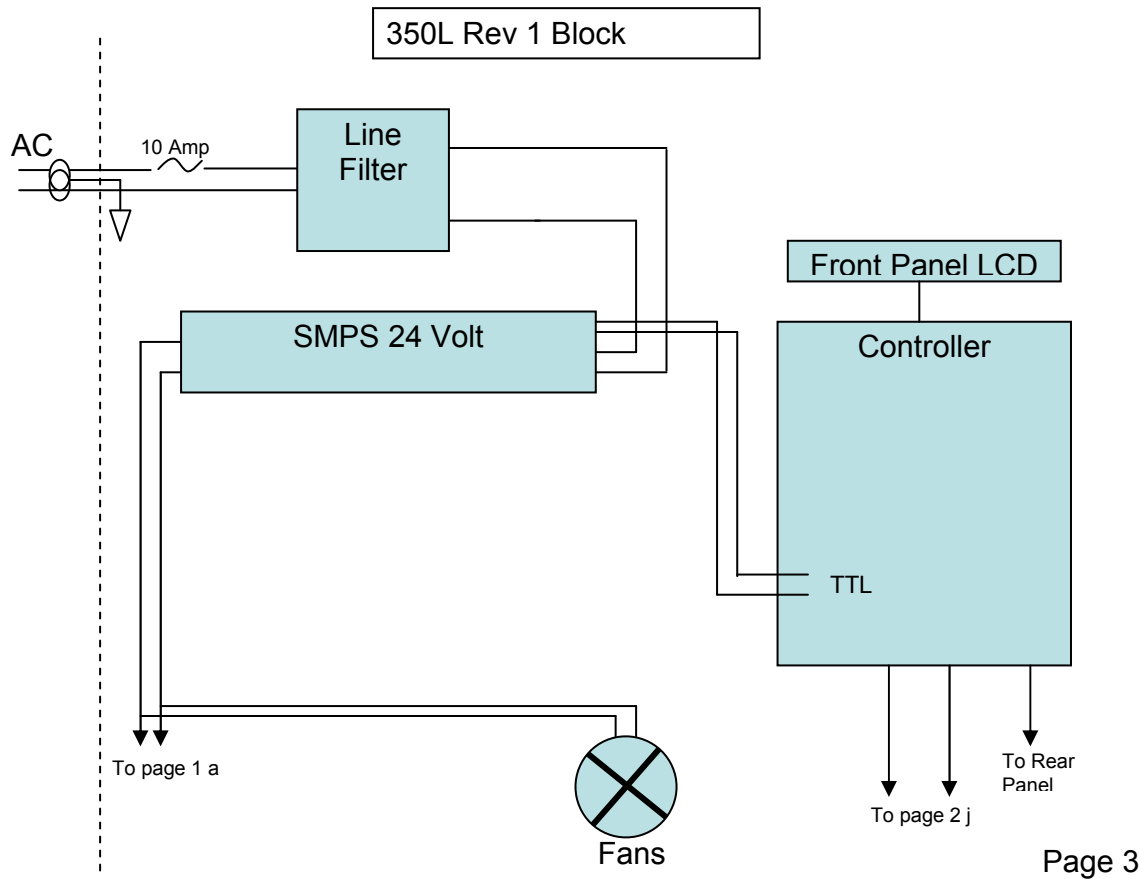 350L Rev 1 Block
AC
10 Amp
Line
Filter
Front Panel LCD
SMPS 24 Volt
Controller
TTL
To page 1 a
To Rear
Panel
To page 2 j
Fans
Page 3